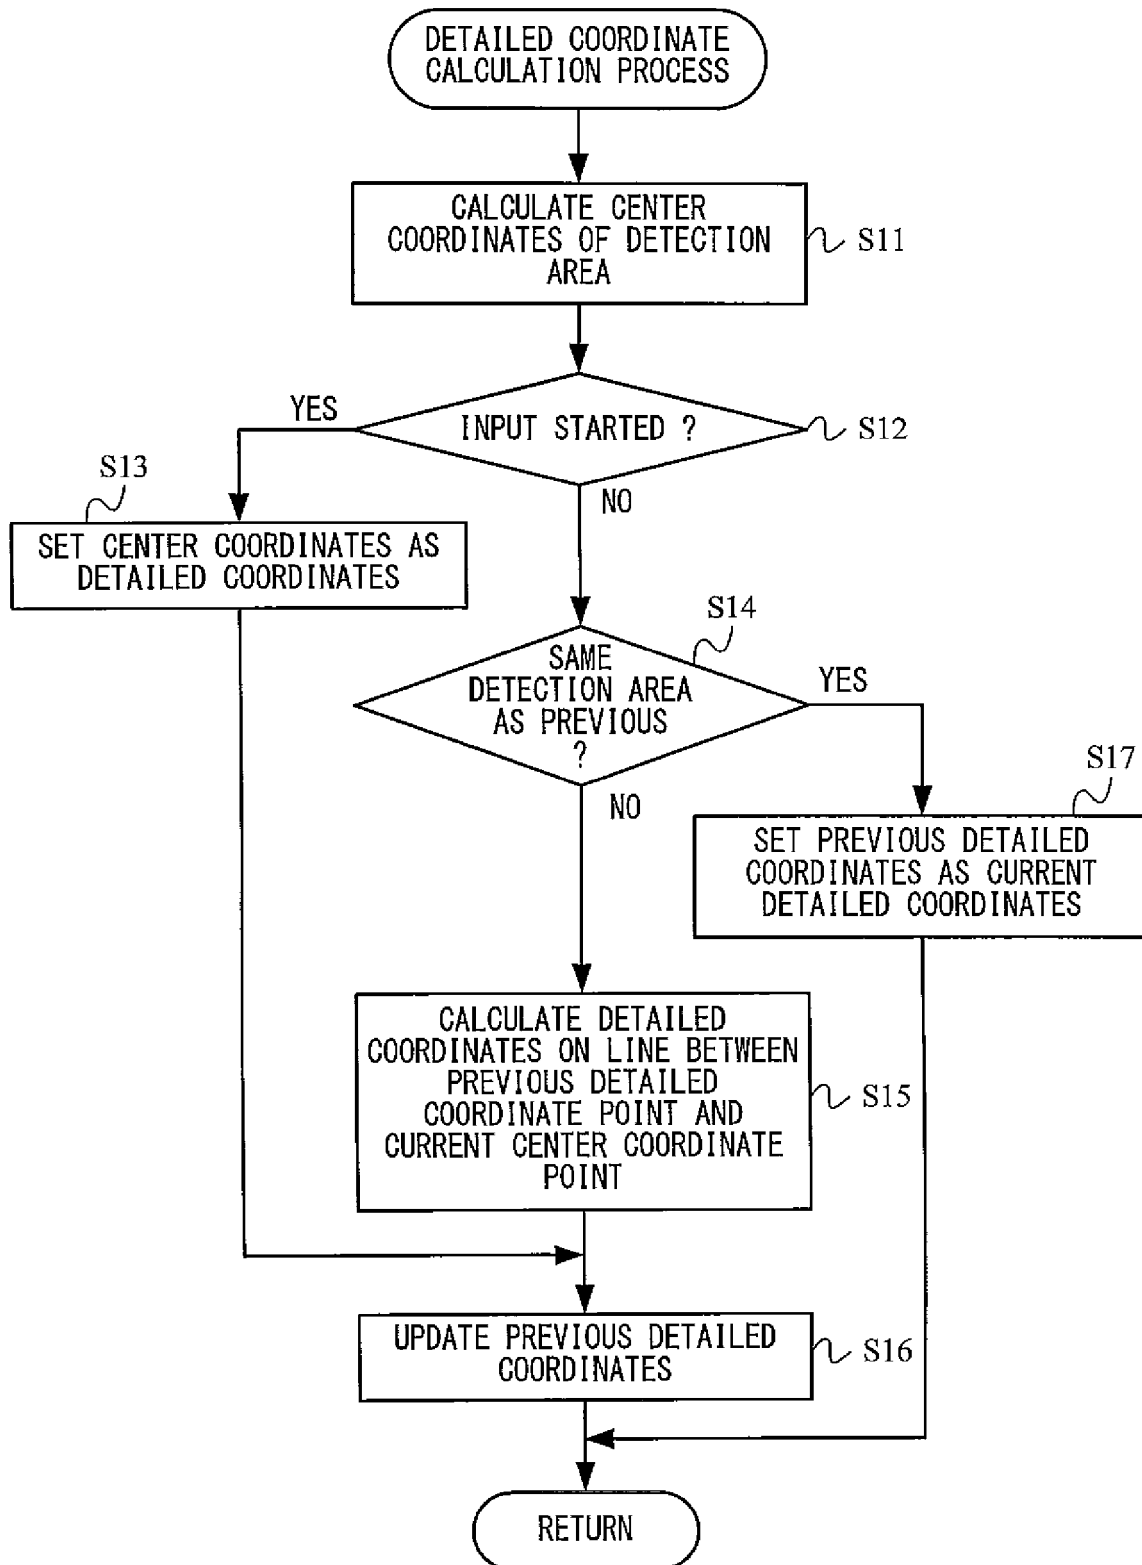 DETAILED COORDINATE
CALCULATION PROCESS
CALCULATE CENTER
COORDINATES OF DETECTION
AREA
S11
YES
INPUT STARTED ?
S12
NO
S13
SET CENTER COORDINATES AS
DETAILED COORDINATES
S14
SAME
DETECTION AREA
AS PREVIOUS
?
YES
NO
S17
SET PREVIOUS DETAILED
COORDINATES AS CURRENT
DETAILED COORDINATES
CALCULATE DETAILED
COORDINATES ON LINE BETWEEN
PREVIOUS DETAILED
COORDINATE POINT AND
CURRENT CENTER COORDINATE
POINT
S15
UPDATE PREVIOUS DETAILED
COORDINATES
S16
RETURN